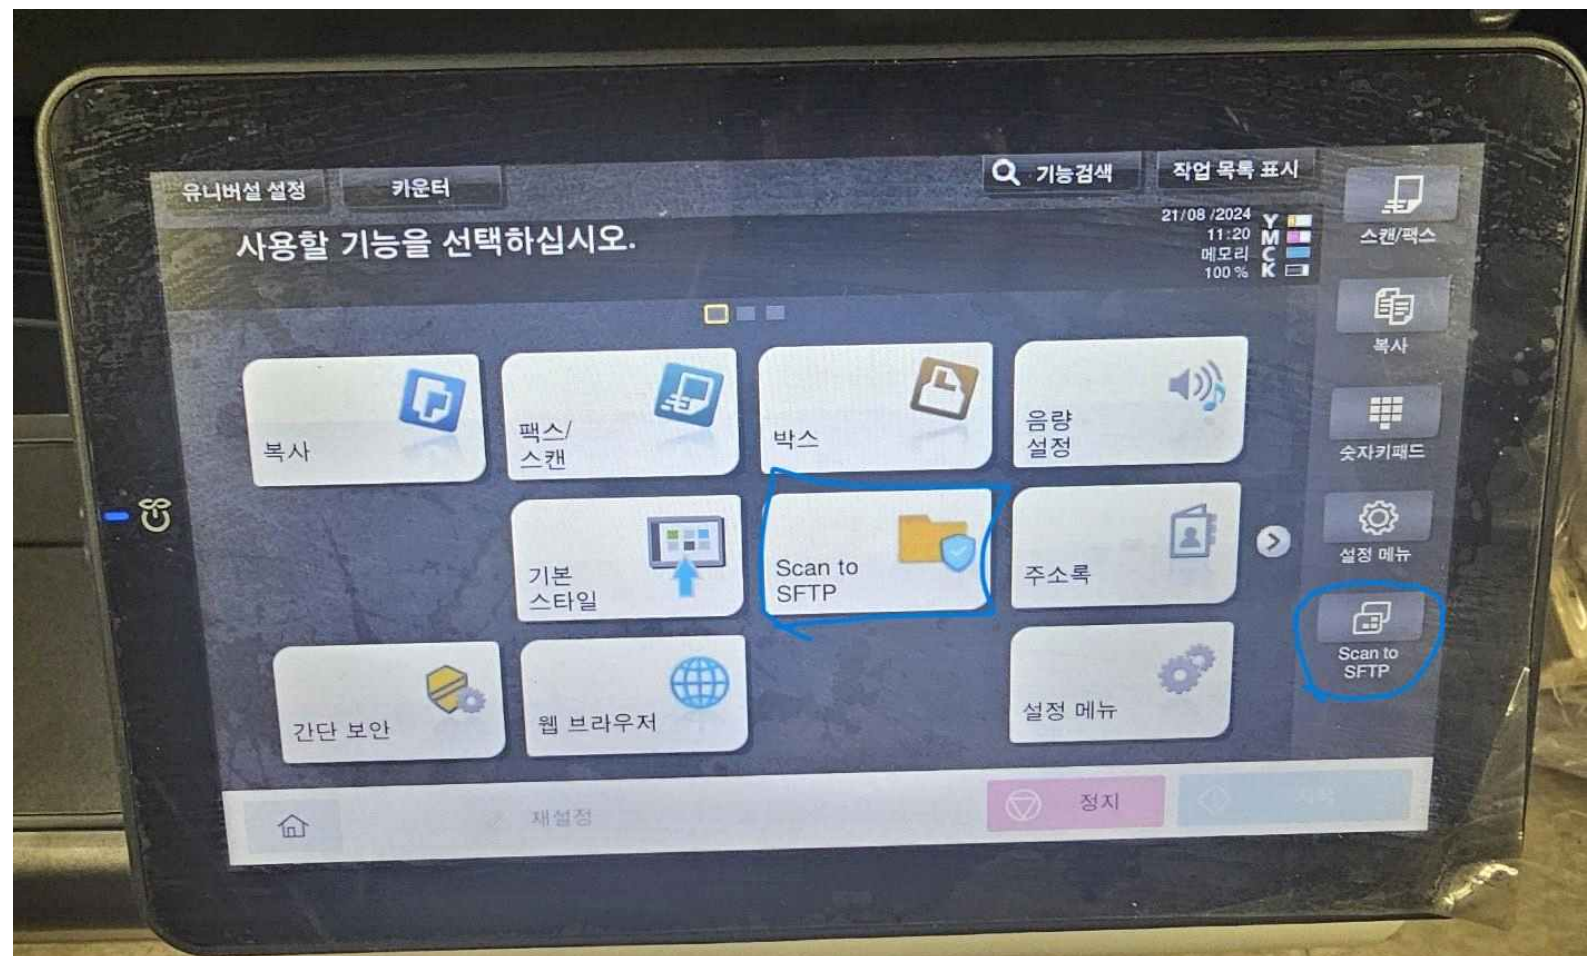 유니버설 설정
카운터
기능검색
작업 목록 표시
사용할 기능을 선택하십시오.
21/08 /2024
11:20
메모리
100 %
Y
M
C
K
스캔/팩스
복사
숫자키패드
설정 메뉴
Scan to
SFTP
복사
팩스/
스캔
박스
음량
설정
기본
스타일
Scan to
SFTP
주소록
간단 보안
웹 브라우저
설정 메뉴
재설정
정지